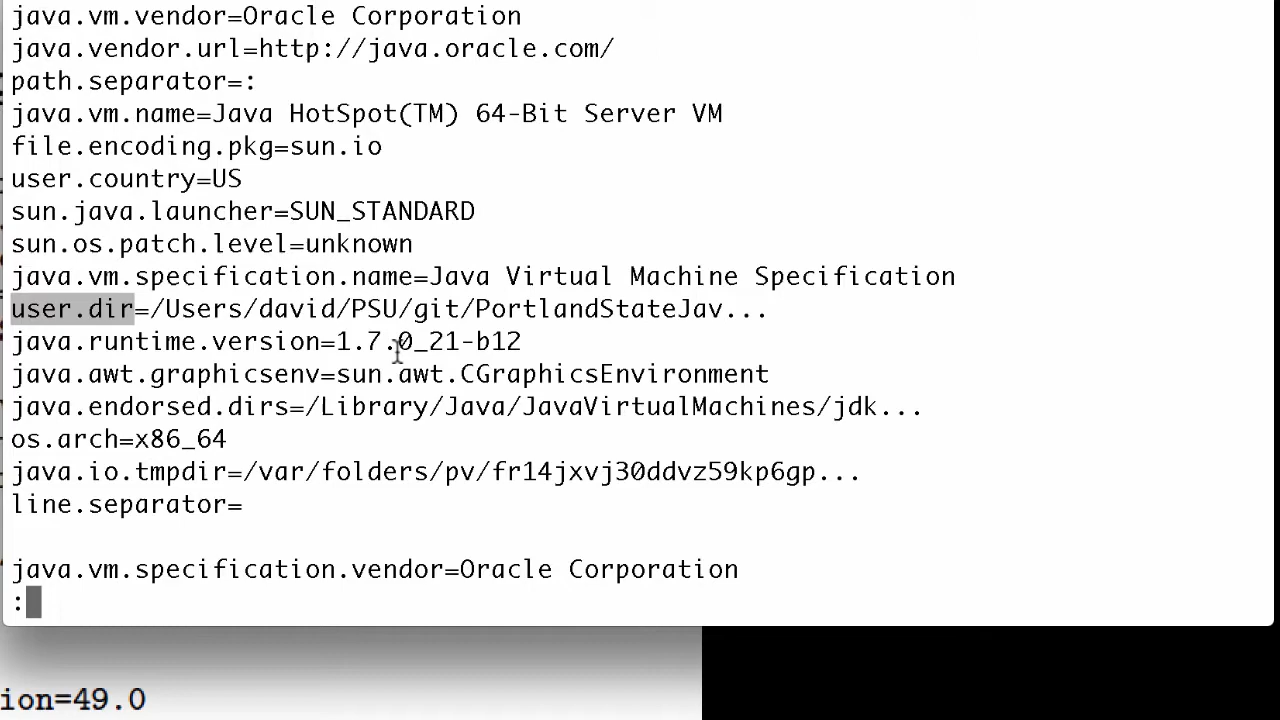 java.vm.vendor=Oracle Corporation
java.vendor.url=http://java.oracle.com/
path.separator=:
java.vm.name=Java HotSpot(TM) 64-Bit Server VM
file.encoding.pkg=sun.io
user.country=US
sun.java.launcher=SUN_STANDARD
sun.os.patch.level=unknown
java.vm.specification.name=Java Virtual Machine Specification
user.dir=/Users/david/PSU/git/PortlandStateJav...
java.runtime.version=1.7.0_21-b12
java.awt.graphicsenv=sun.awt.CGraphicsEnvironment
java.endorsed.dirs=/Library/Java/JavaVirtualMachines/jdk...
os.arch=x86_64
java.io.tmpdir=/var/folders/pv/fr14jxvj30ddvz59kp6gp...
line.separator=
java.vm.specification.vendor=Oracle Corporation
:
ion=49.0